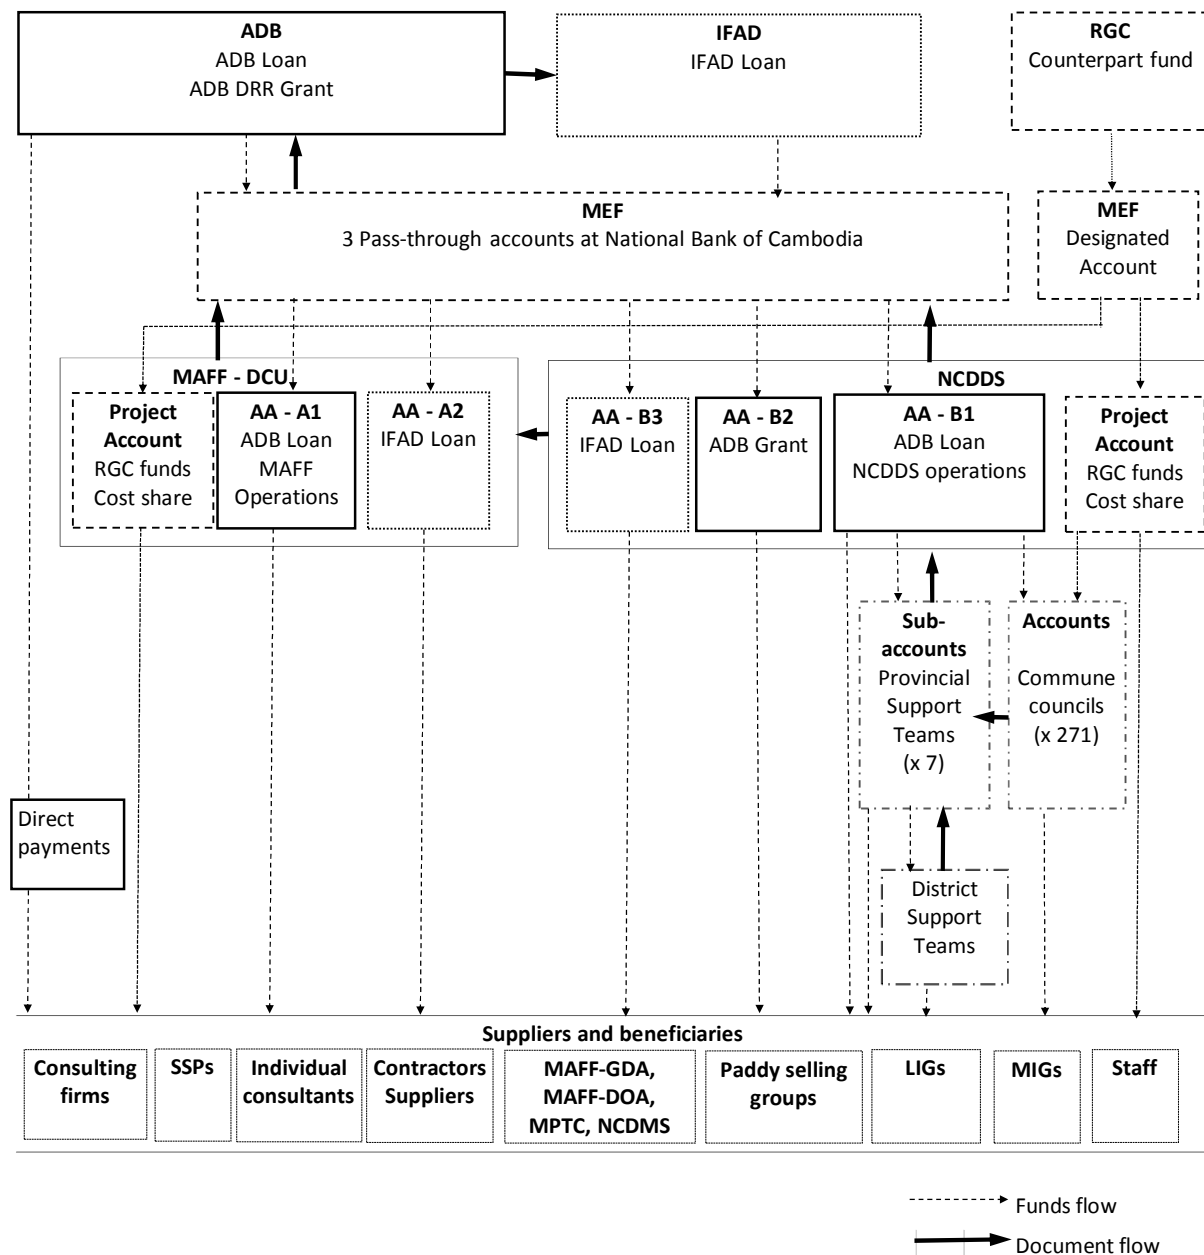 ADB
ADB Loan
ADB DRR Grant
IFAD
IFAD Loan
RGC
Counterpart fund
MEF
3 Pass-through accounts at National Bank of Cambodia
MEF
Designated
Account
MAFF - DCU
Project
Account
RGC funds
Cost share
AA - A1
ADB Loan
MAFF
Operations
AA - A2
IFAD Loan
NCDDS
AA - B3
IFAD Loan
AA - B2
ADB Grant
AA - B1
ADB Loan
NCDDS operations
Project
Account
RGC funds
Cost share
Sub-
accounts
Provincial
Support
Teams
(x 7)
Accounts
Commune
councils
(x 271)
Direct
payments
District
Support
Teams
Suppliers and beneficiaries
Consulting
firms
SSPs
Individual
consultants
Contractors
Suppliers
MAFF-GDA,
MAFF-DOA,
MPTC, NCDMS
Paddy selling
groups
LIGs
MIGs
Staff
Funds flow
Document flow